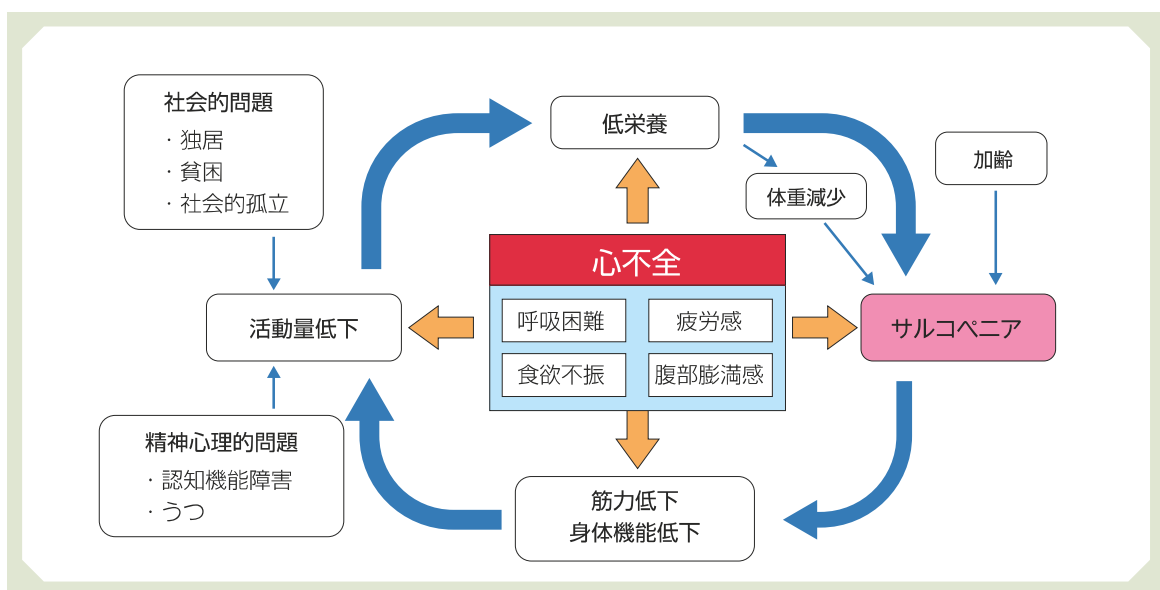 社会的問題
・独居
・貧困
・社会的孤立
低栄養
加齢
体重減少
心不全
呼吸困難
疲労感
食欲不振
腹部膨満感
活動量低下
サルコペニア
精神心理的問題
・認知機能障害
・うつ
筋力低下
身体機能低下